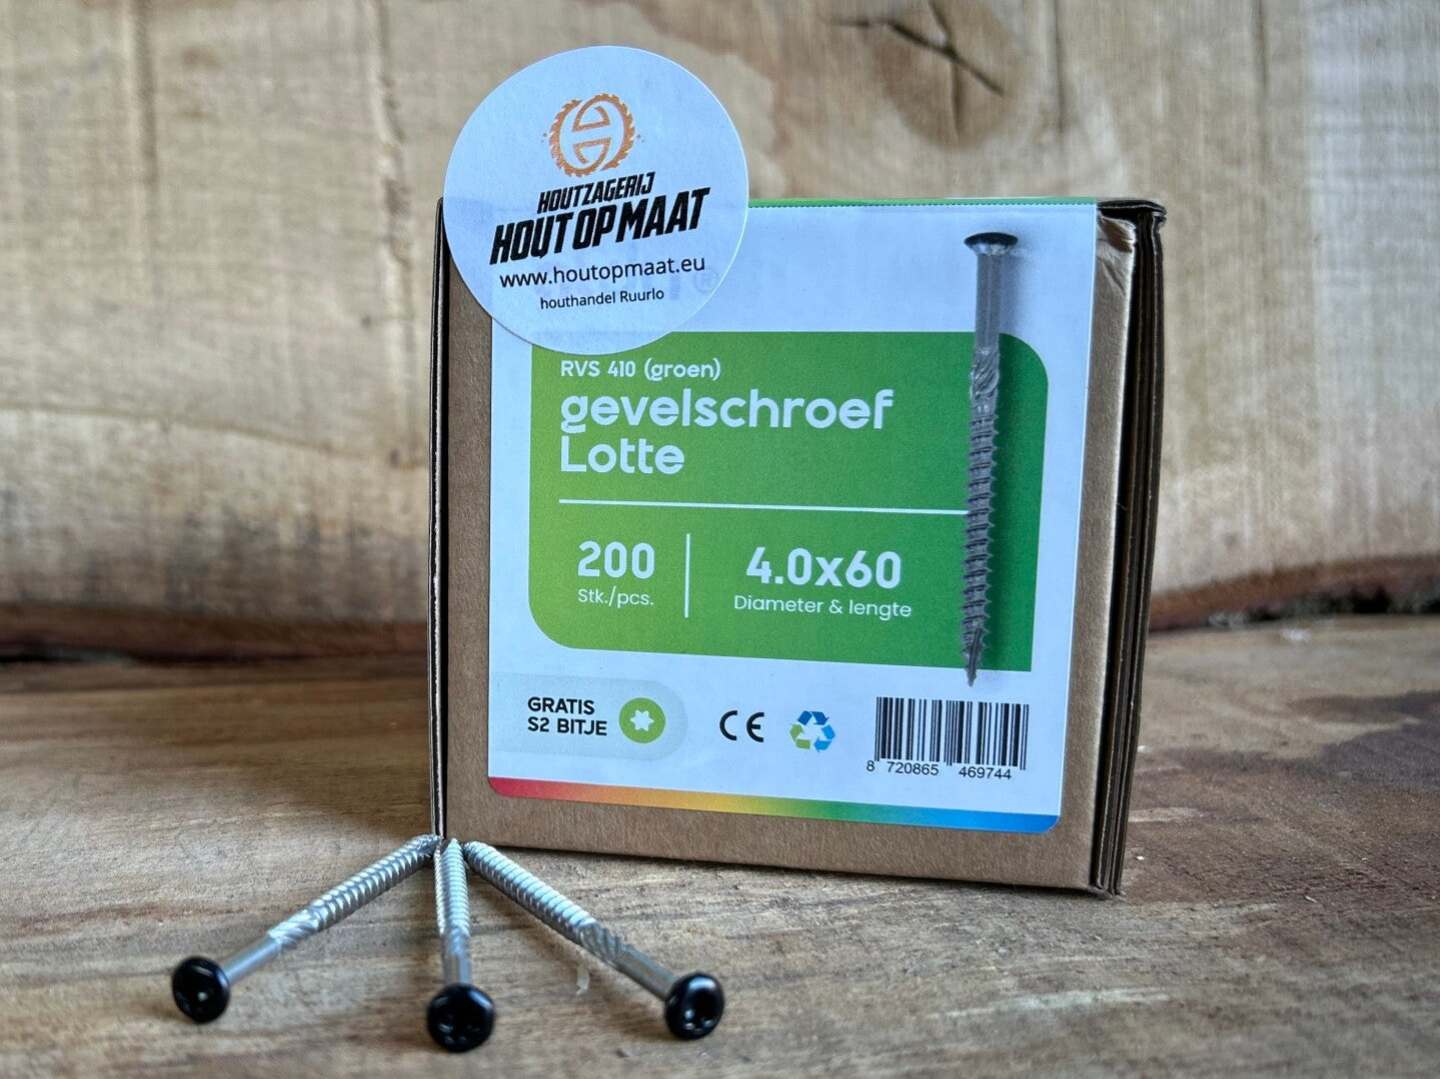 HOUTZAGERIJ
HOUT OP MAAT
www.houtopmaat.eu
houthandel Ruurlo
RVS 410 (groen)
gevelschroef
Lotte
200
Stk./pcs.
4.0x60
Diameter & lengte
GRATIS
S2 BITJE
CE
8 720865 469744